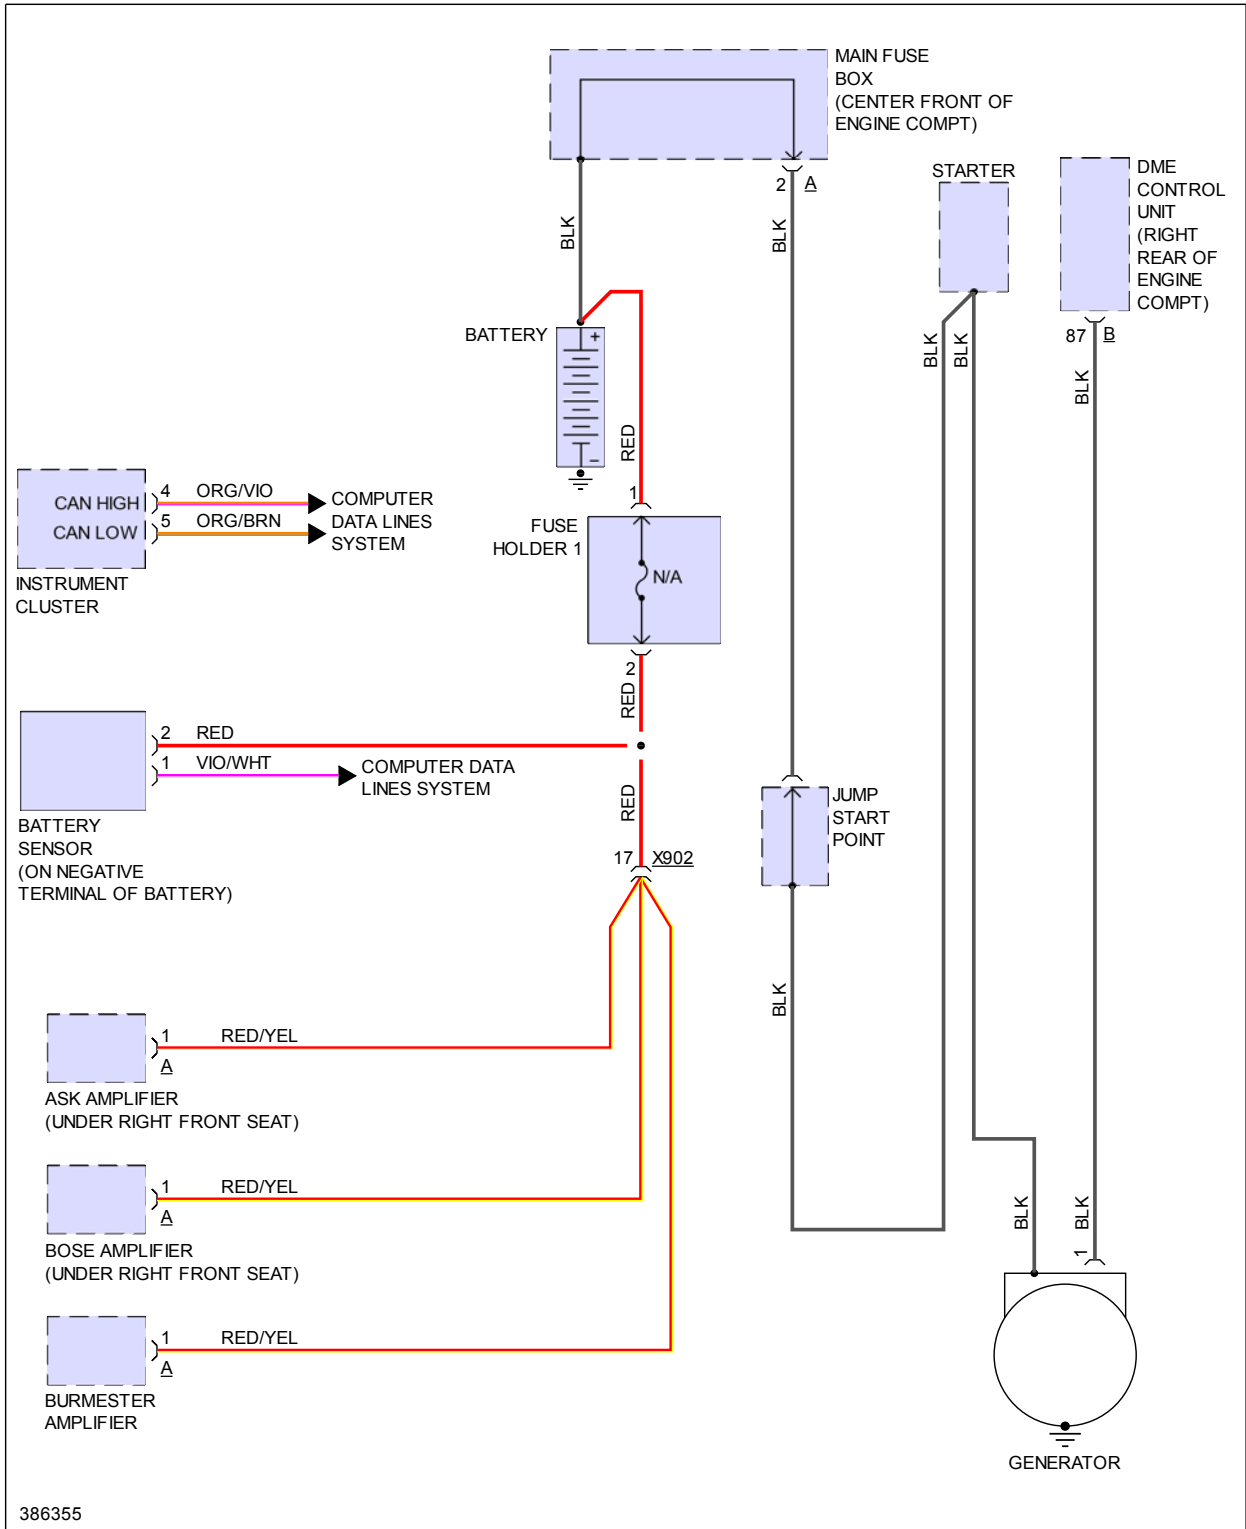 MAIN FUSE
BOX
(CENTER FRONT OF
ENGINE COMPT)
2 A
STARTER
DME
CONTROL
UNIT
(RIGHT
REAR OF
ENGINE
COMPT)
87 B
BLK
BLK
BLK
BLK
BLK
BATTERY
+
−
RED
1
FUSE
HOLDER 1
N/A
2
RED
CAN HIGH
4 ORG/VIO
CAN LOW
5 ORG/BRN
COMPUTER
DATA LINES
SYSTEM
INSTRUMENT
CLUSTER
2 RED
1 VIO/WHT
COMPUTER DATA
LINES SYSTEM
BATTERY
SENSOR
(ON NEGATIVE
TERMINAL OF BATTERY)
RED
17 X902
JUMP
START
POINT
BLK
1 RED/YEL
A
ASK AMPLIFIER
(UNDER RIGHT FRONT SEAT)
1 RED/YEL
A
BOSE AMPLIFIER
(UNDER RIGHT FRONT SEAT)
1 RED/YEL
A
BURMESTER
AMPLIFIER
BLK
BLK
1
GENERATOR
386355